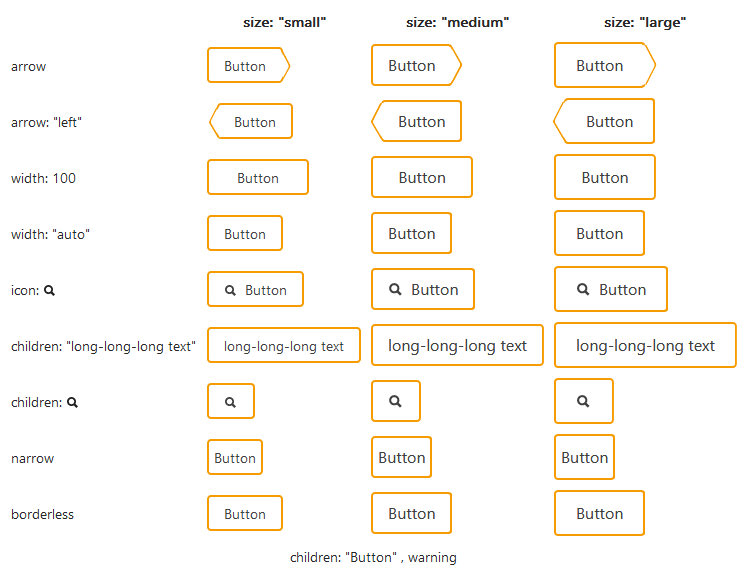 size: "small" size: "medium" size: "large"
arrow Button Button Button
arrow: "left" Button Button Button
width: 100 Button Button Button
width: "auto" Button Button Button
icon: Button Button Button
children: "long-long-long text" long-long-long text long-long-long text long-long-long text
children:
narrow Button Button Button
borderless Button Button Button
children: "Button" , warning